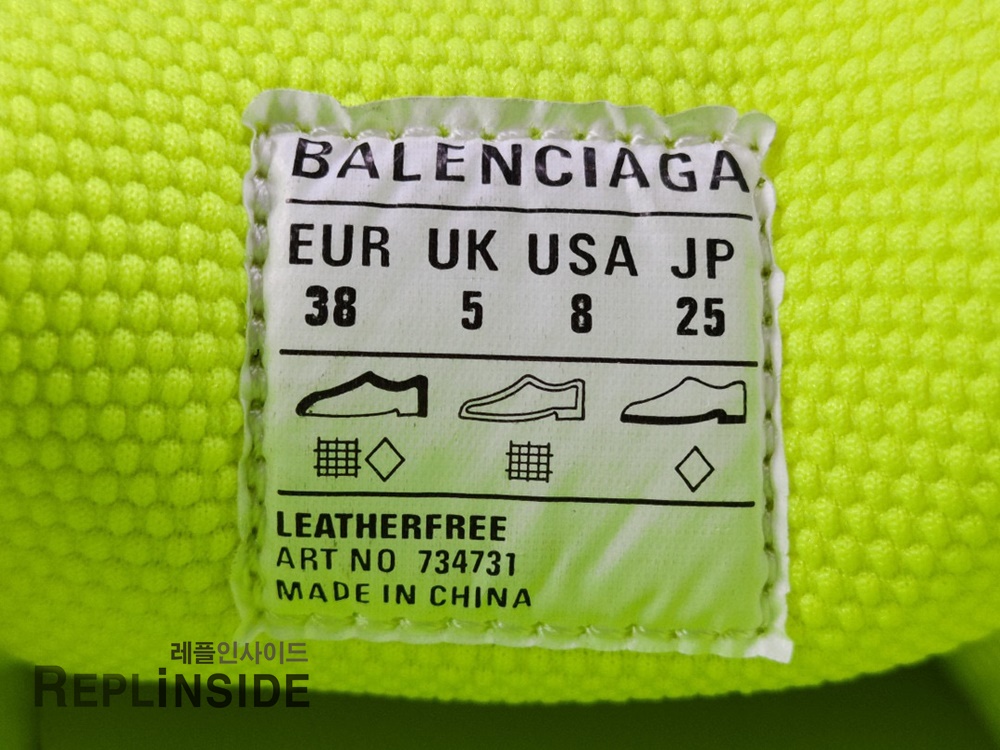 BALENCIAGA
EUR UK USA JP
38 5 8 25
LEATHERFREE
ART NO 734731
MADE IN CHINA
레플인사이드
REPLINSIDE